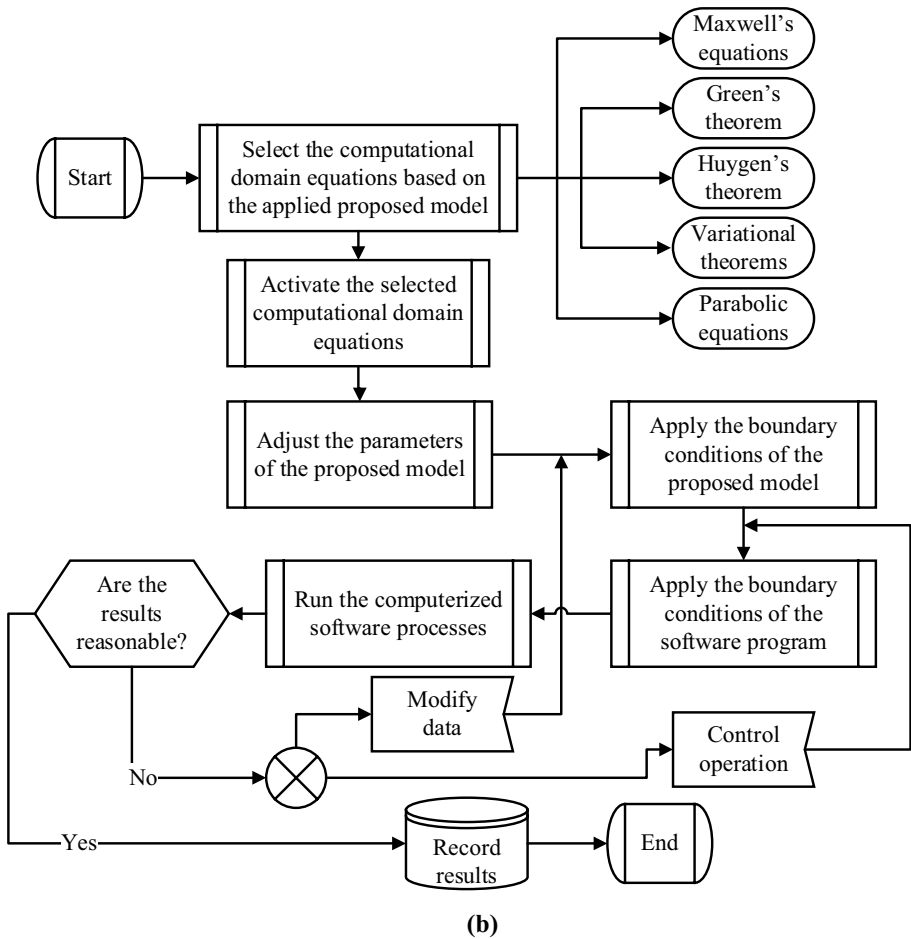 Maxwell's
equations
Green's
theorem
Start
Select the computational
domain equations based on
the applied proposed model
Huygen's
theorem
Variational
theorems
Activate the selected
computational domain
equations
Parabolic
equations
Adjust the parameters
of the proposed model
Apply the boundary
conditions of the
proposed model
Are the
results
reasonable?
Run the computerized
software processes
Apply the boundary
conditions of the
software program
Modify
data
Control
operation
No
Yes
Record
results
End
(b)